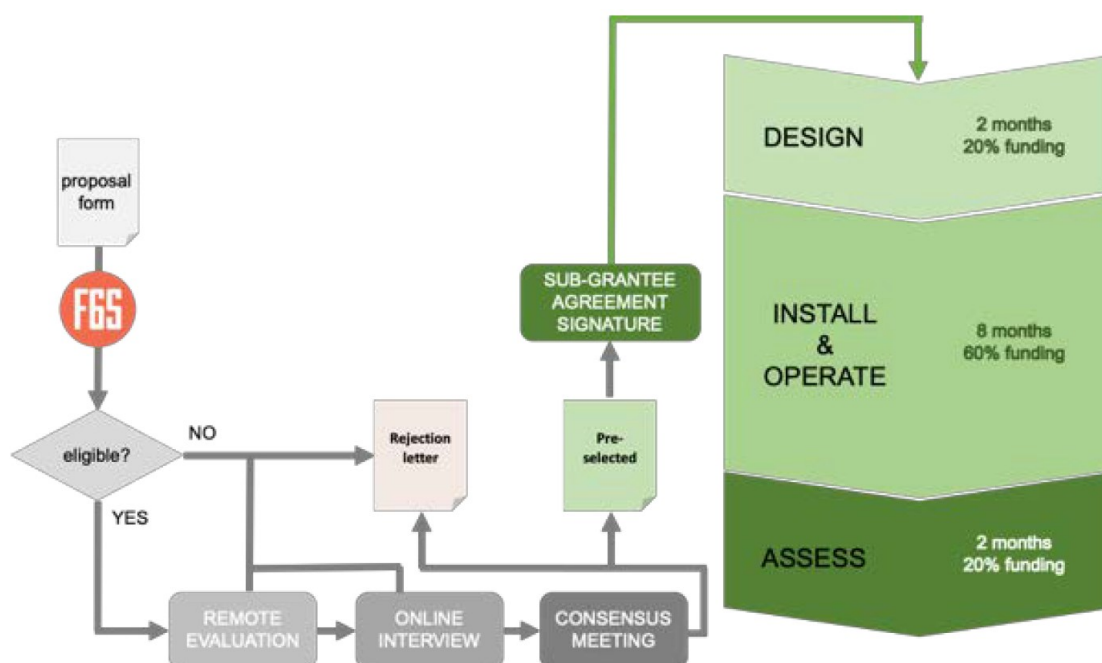 proposal
form
F6S
eligible?
NO
YES
REMOTE
EVALUATION
ONLINE
INTERVIEW
CONSENSUS
MEETING
Rejection
letter
Pre-
selected
SUB-GRANTEE
AGREEMENT
SIGNATURE
DESIGN
2 months
20% funding
INSTALL
&
OPERATE
8 months
60% funding
ASSESS
2 months
20% funding